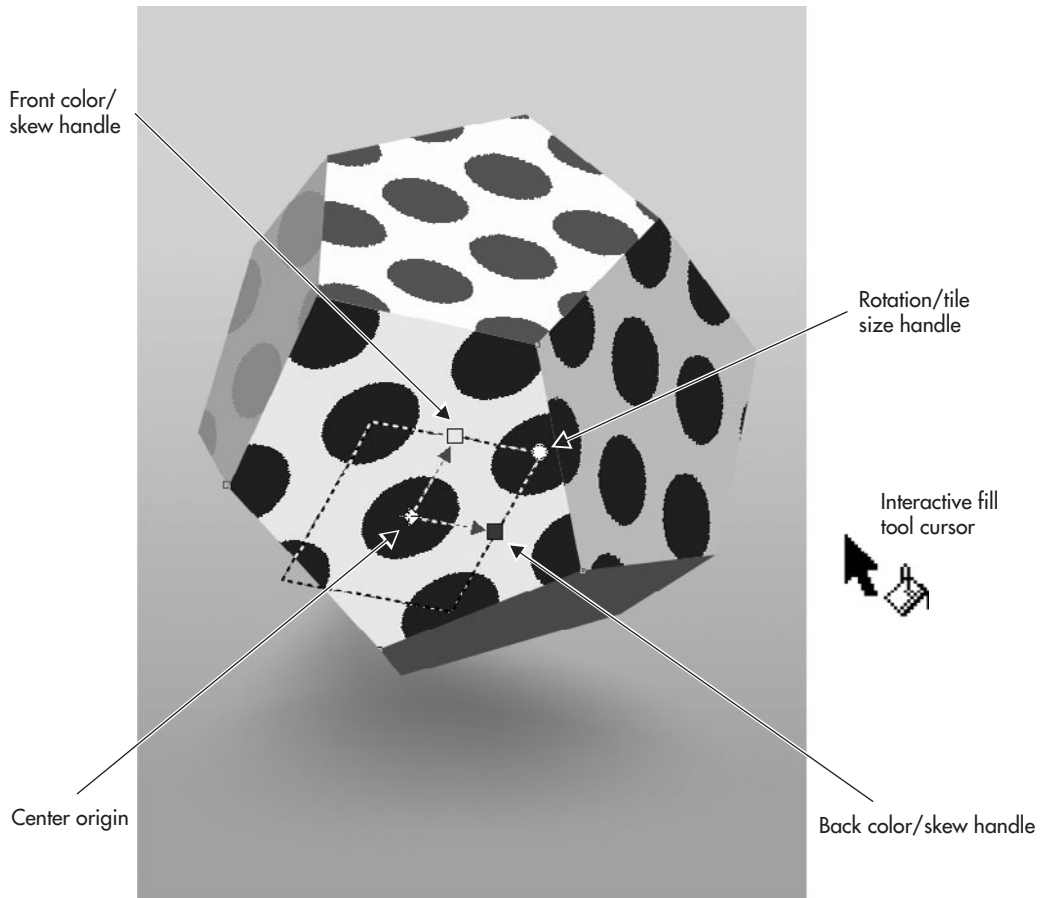 Front color/
skew handle
Rotation/tile
size handle
Interactive fill
tool cursor
Center origin
Back color/skew handle